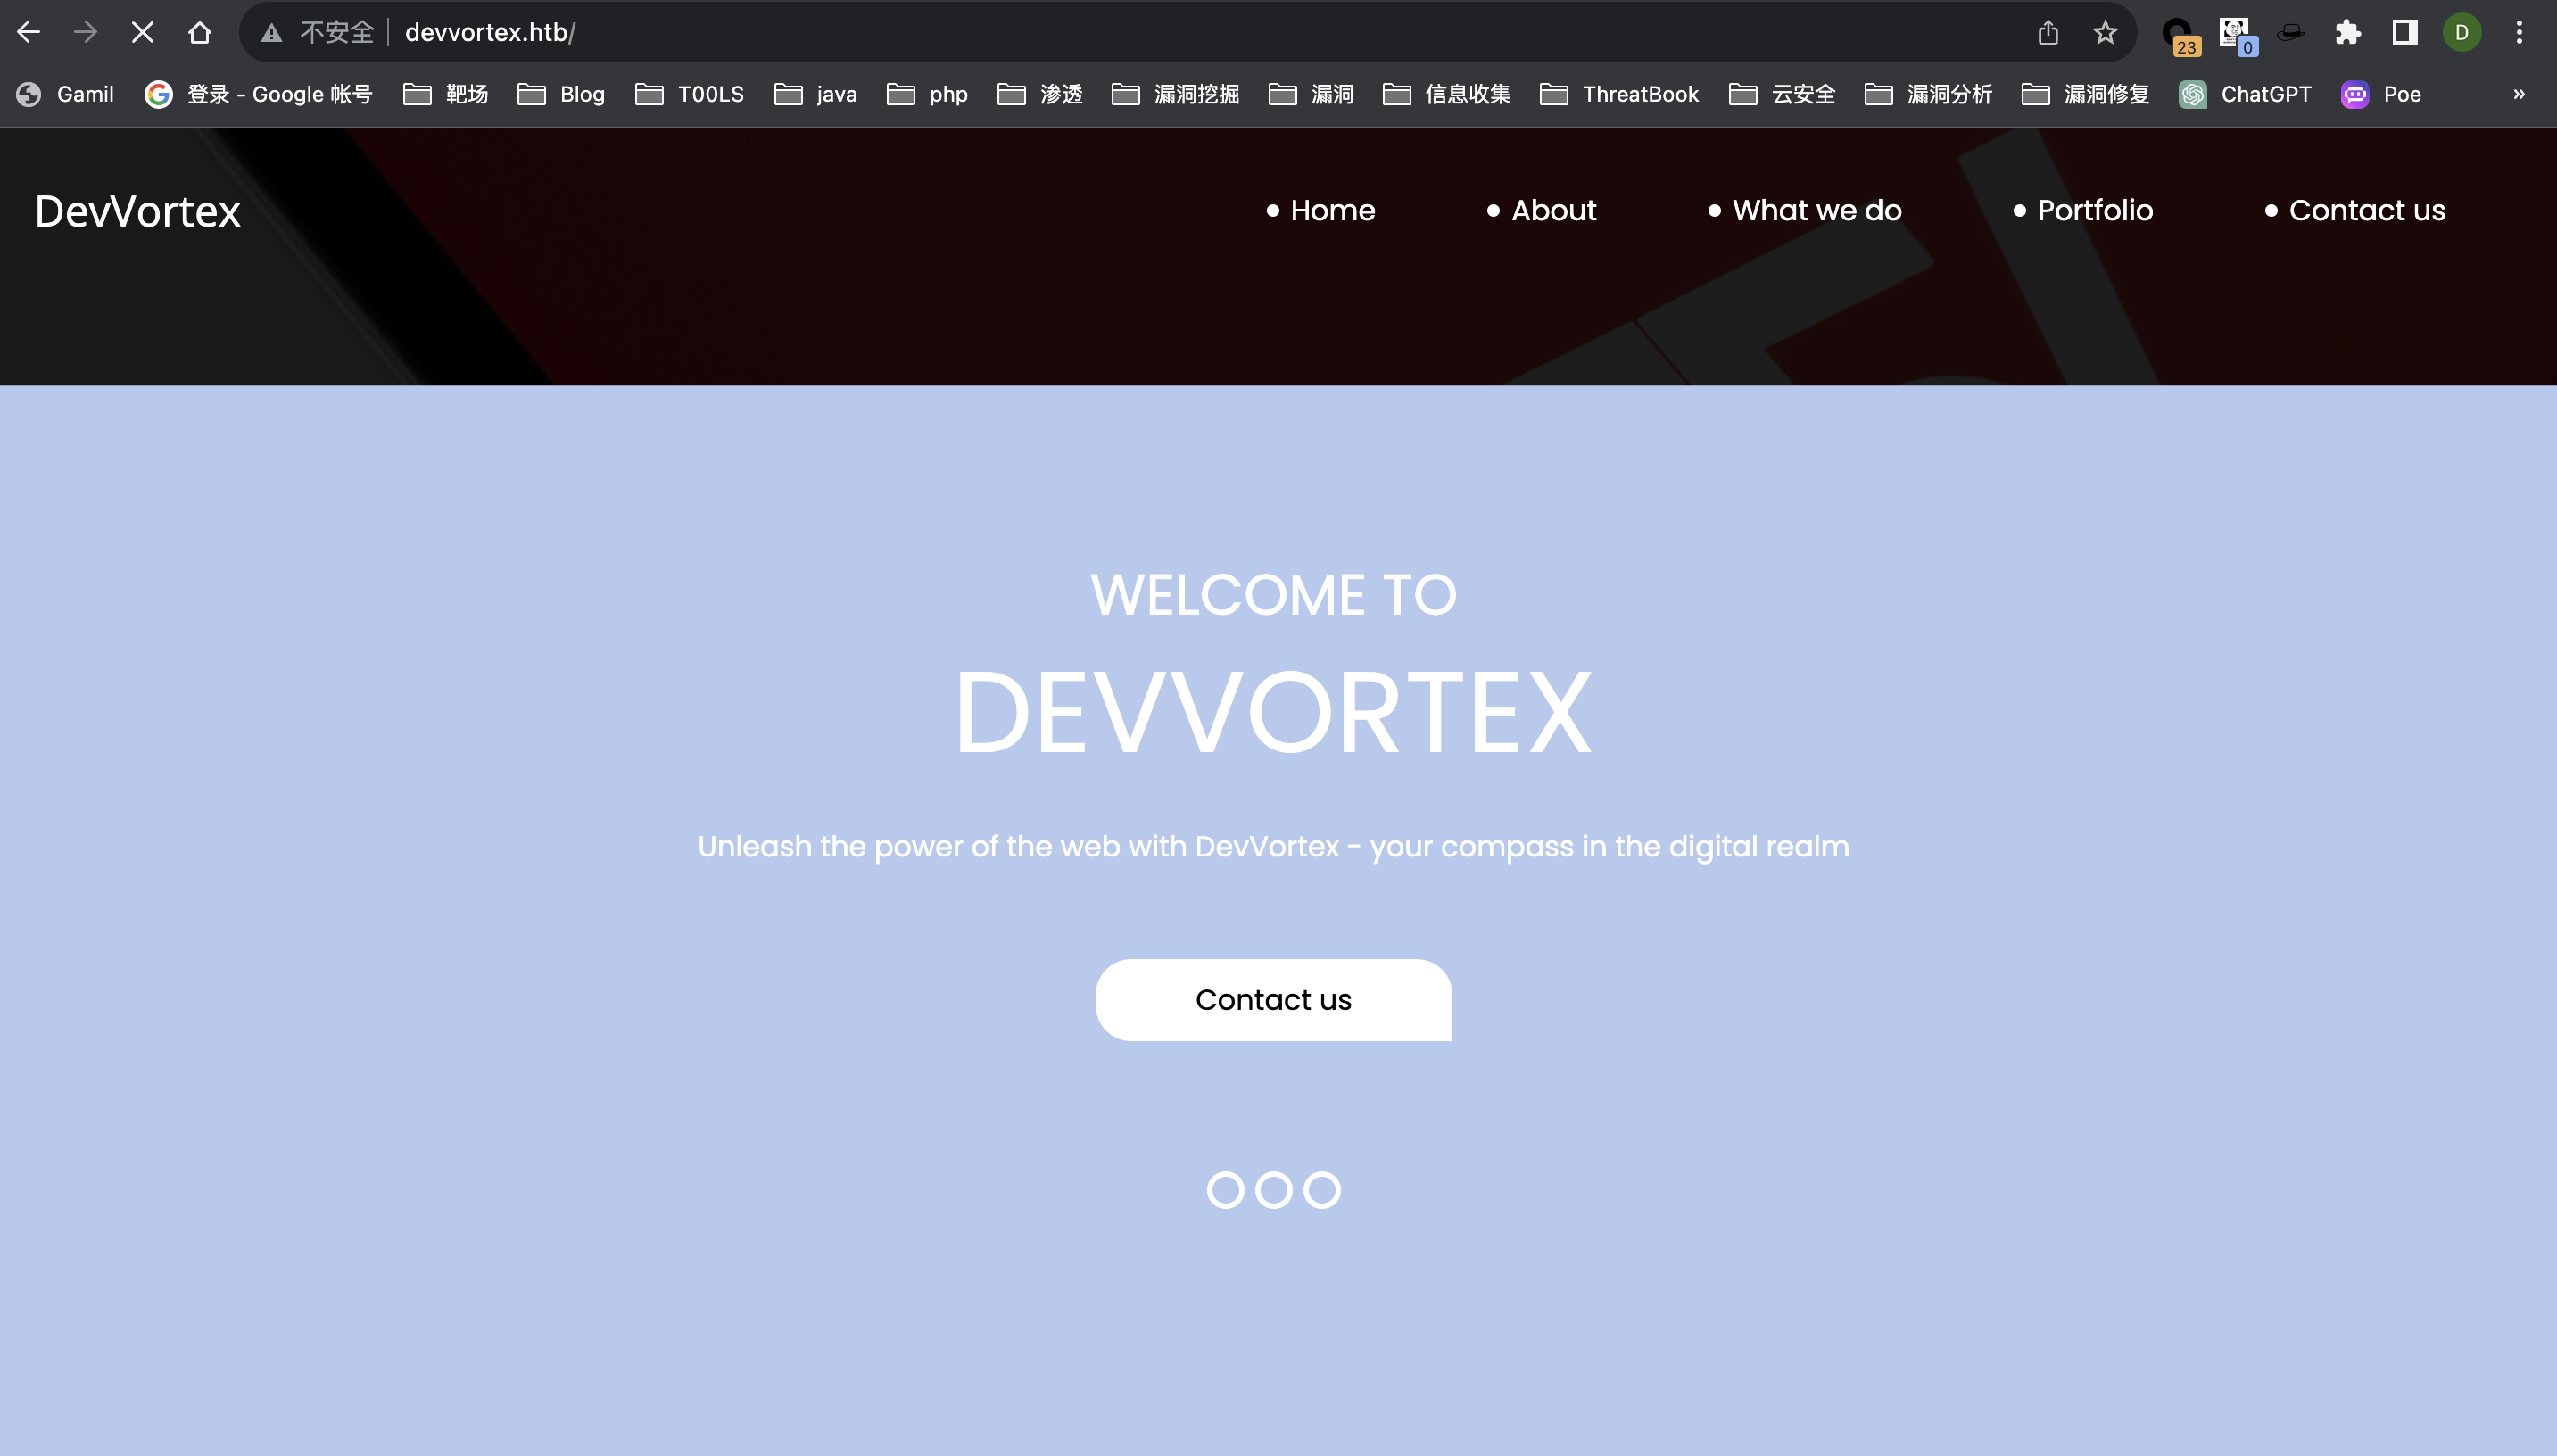 不安全 devvortex.htb/
23 0 D
Gamil 登录 - Google 帐号 靶场 Blog T00LS java php 渗透 漏洞挖掘 漏洞 信息收集 ThreatBook 云安全 漏洞分析 漏洞修复 ChatGPT Poe »
DevVortex Home About What we do Portfolio Contact us
WELCOME TO
DEVVORTEX
Unleash the power of the web with DevVortex - your compass in the digital realm
Contact us